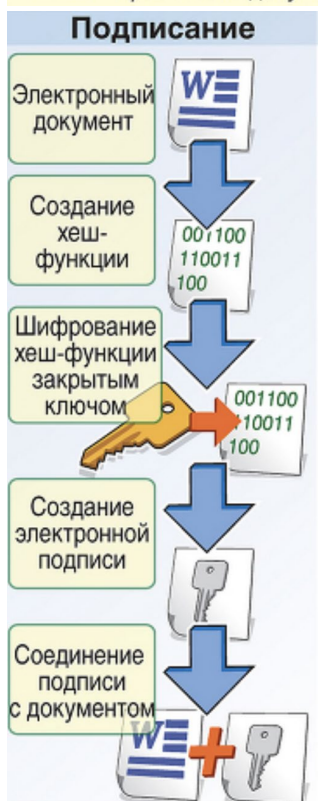 Подписание
Электронный
документ
W
Создание
хеш-
функции
001100
110011
100
Шифрование
хеш-функции
закрытым
ключом
001100
110011
100
Создание
электронной
подписи
Соединение
подписи
с документом
W
+